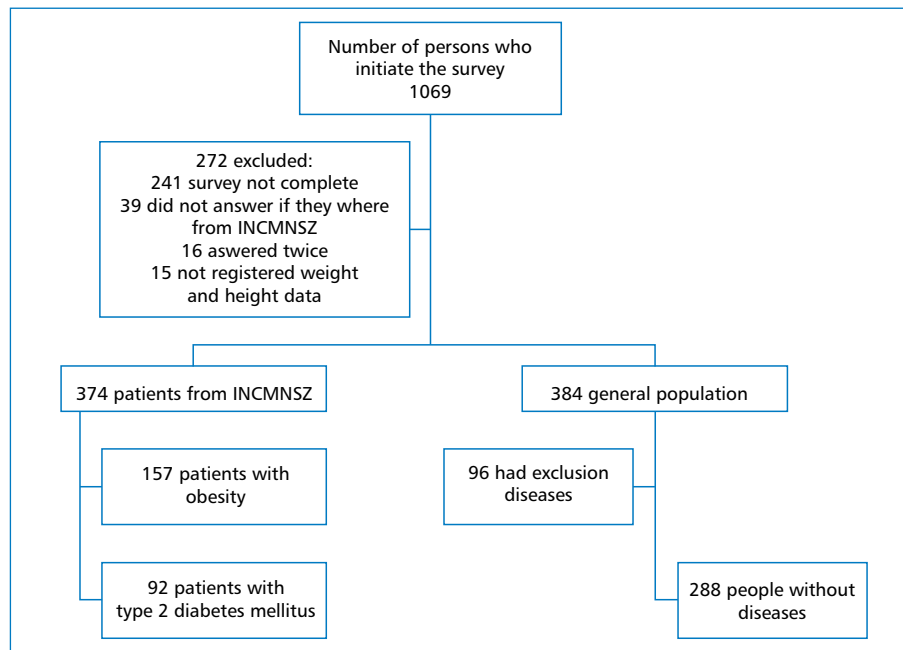 Number of persons who
initiate the survey
1069
272 excluded:
241 survey not complete
39 did not answer if they where
from INCMNSZ
16 aswered twice
15 not registered weight
and height data
374 patients from INCMNSZ
384 general population
157 patients with
obesity
96 had exclusion
diseases
92 patients with
type 2 diabetes mellitus
288 people without
diseases